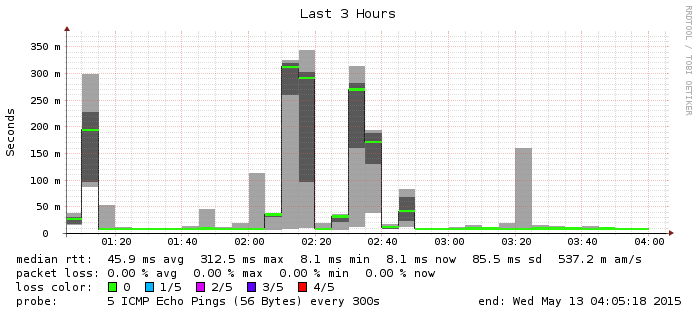 Last 3 Hours
RRDTOOL / TOBI OETIKER
Seconds
350 m
300 m
250 m
200 m
150 m
100 m
50 m
0
01:20 01:40 02:00 02:20 02:40 03:00 03:20 03:40 04:00
median rtt: 45.9 ms avg 312.5 ms max 8.1 ms min 8.1 ms now 85.5 ms sd 537.2 m am/s
packet loss: 0.00 % avg 0.00 % max 0.00 % min 0.00 % now
loss color: 0 1/5 2/5 3/5 4/5
probe: 5 ICMP Echo Pings (56 Bytes) every 300s end: Wed May 13 04:05:18 2015